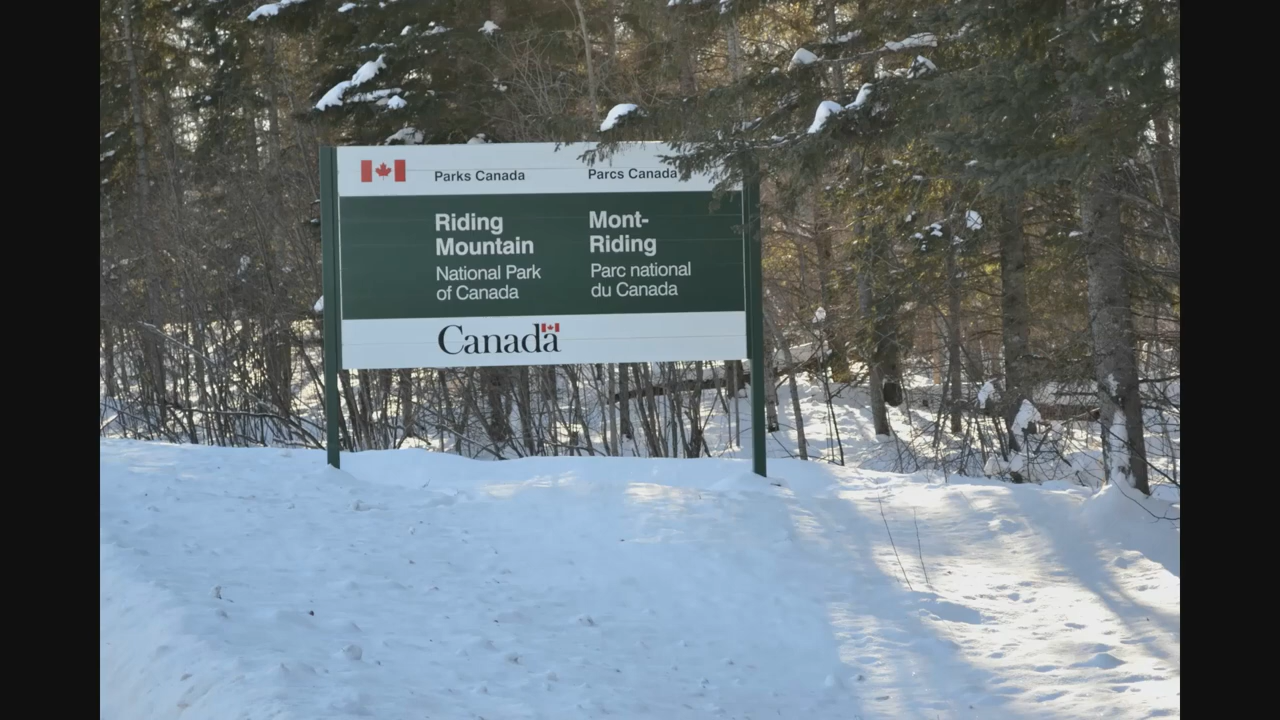 Parks Canada
Parcs Canada
Riding
Mountain
National Park
of Canada
Mont-
Riding
Parc national
du Canada
Canada